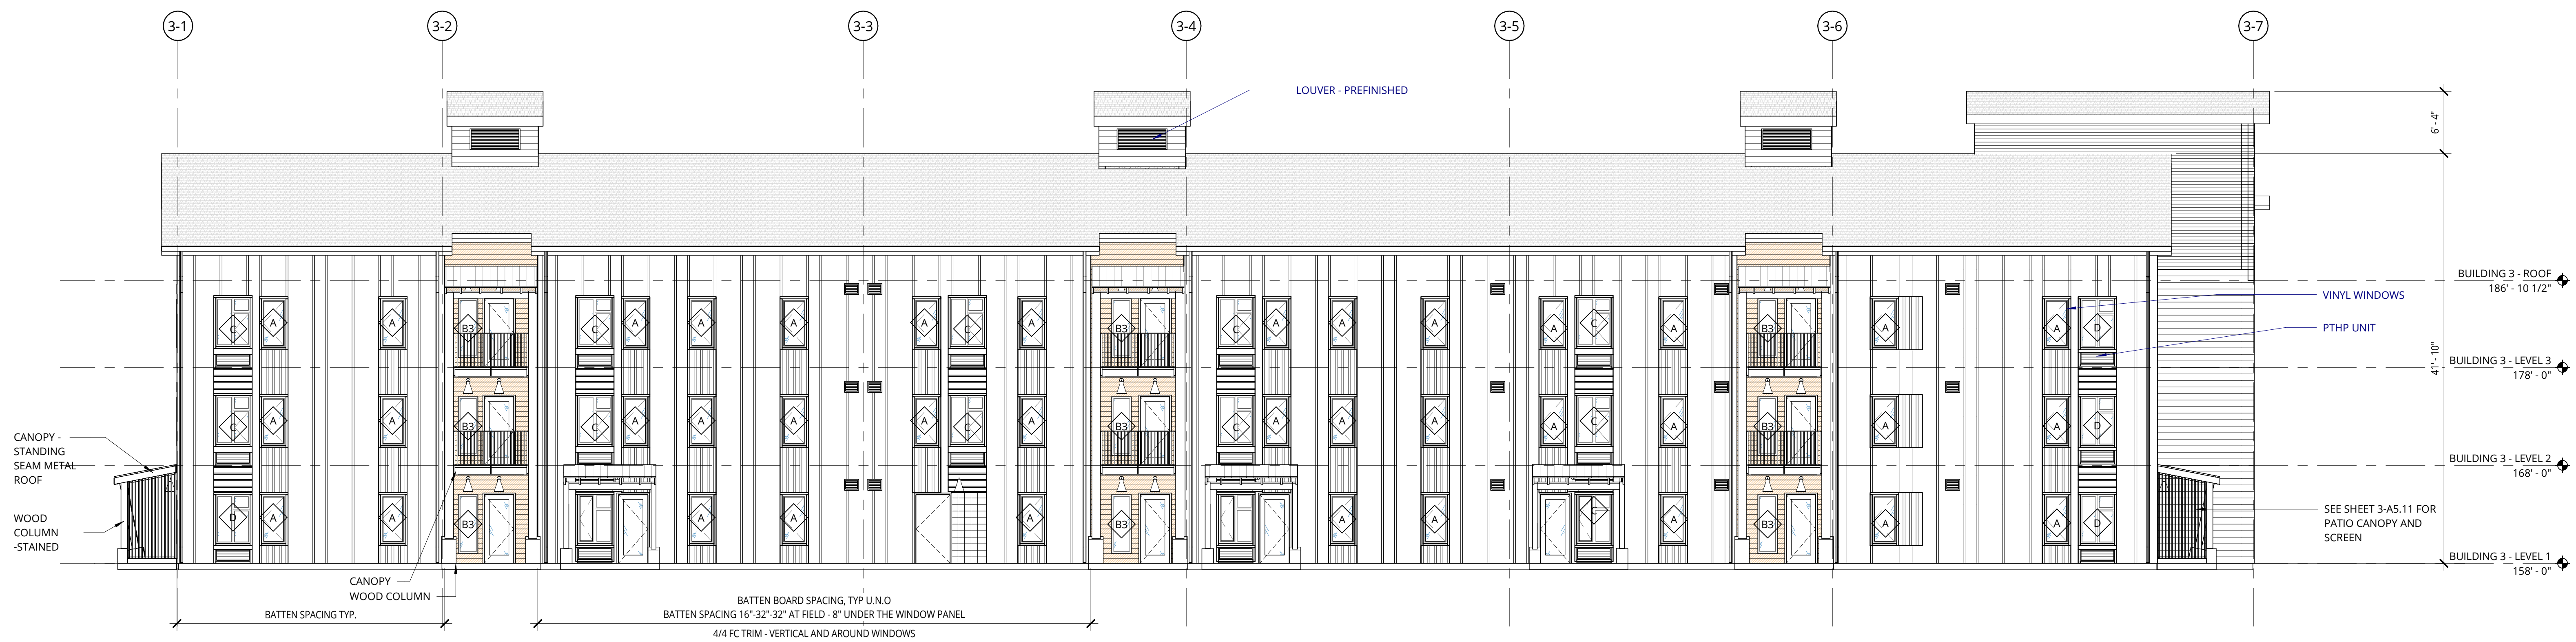 3-1
3-2
3-3
3-4
3-5
3-6
3-7
LOUVER - PREFINISHED
6' - 4"
BUILDING 3 - ROOF
186' - 10 1/2"
VINYL WINDOWS
PTHP UNIT
41' - 10"
BUILDING 3 - LEVEL 3
178' - 0"
C A A B3 C A A A A C A B3 C A A A A C A B3 A A D
C A A B3 C A A A A C A B3 C A A A A C A B3 A A D
CANOPY -
STANDING
SEAM METAL
ROOF
BUILDING 3 - LEVEL 2
168' - 0"
WOOD
COLUMN
-STAINED
D A A B3 A A A B3 A A C A B3 A A D
SEE SHEET 3-A5.11 FOR
PATIO CANOPY AND
SCREEN
BUILDING 3 - LEVEL 1
158' - 0"
CANOPY
WOOD COLUMN
BATTEN SPACING TYP.
BATTEN BOARD SPACING, TYP U.N.O
BATTEN SPACING 16"-32"-32" AT FIELD - 8" UNDER THE WINDOW PANEL
4/4 FC TRIM - VERTICAL AND AROUND WINDOWS